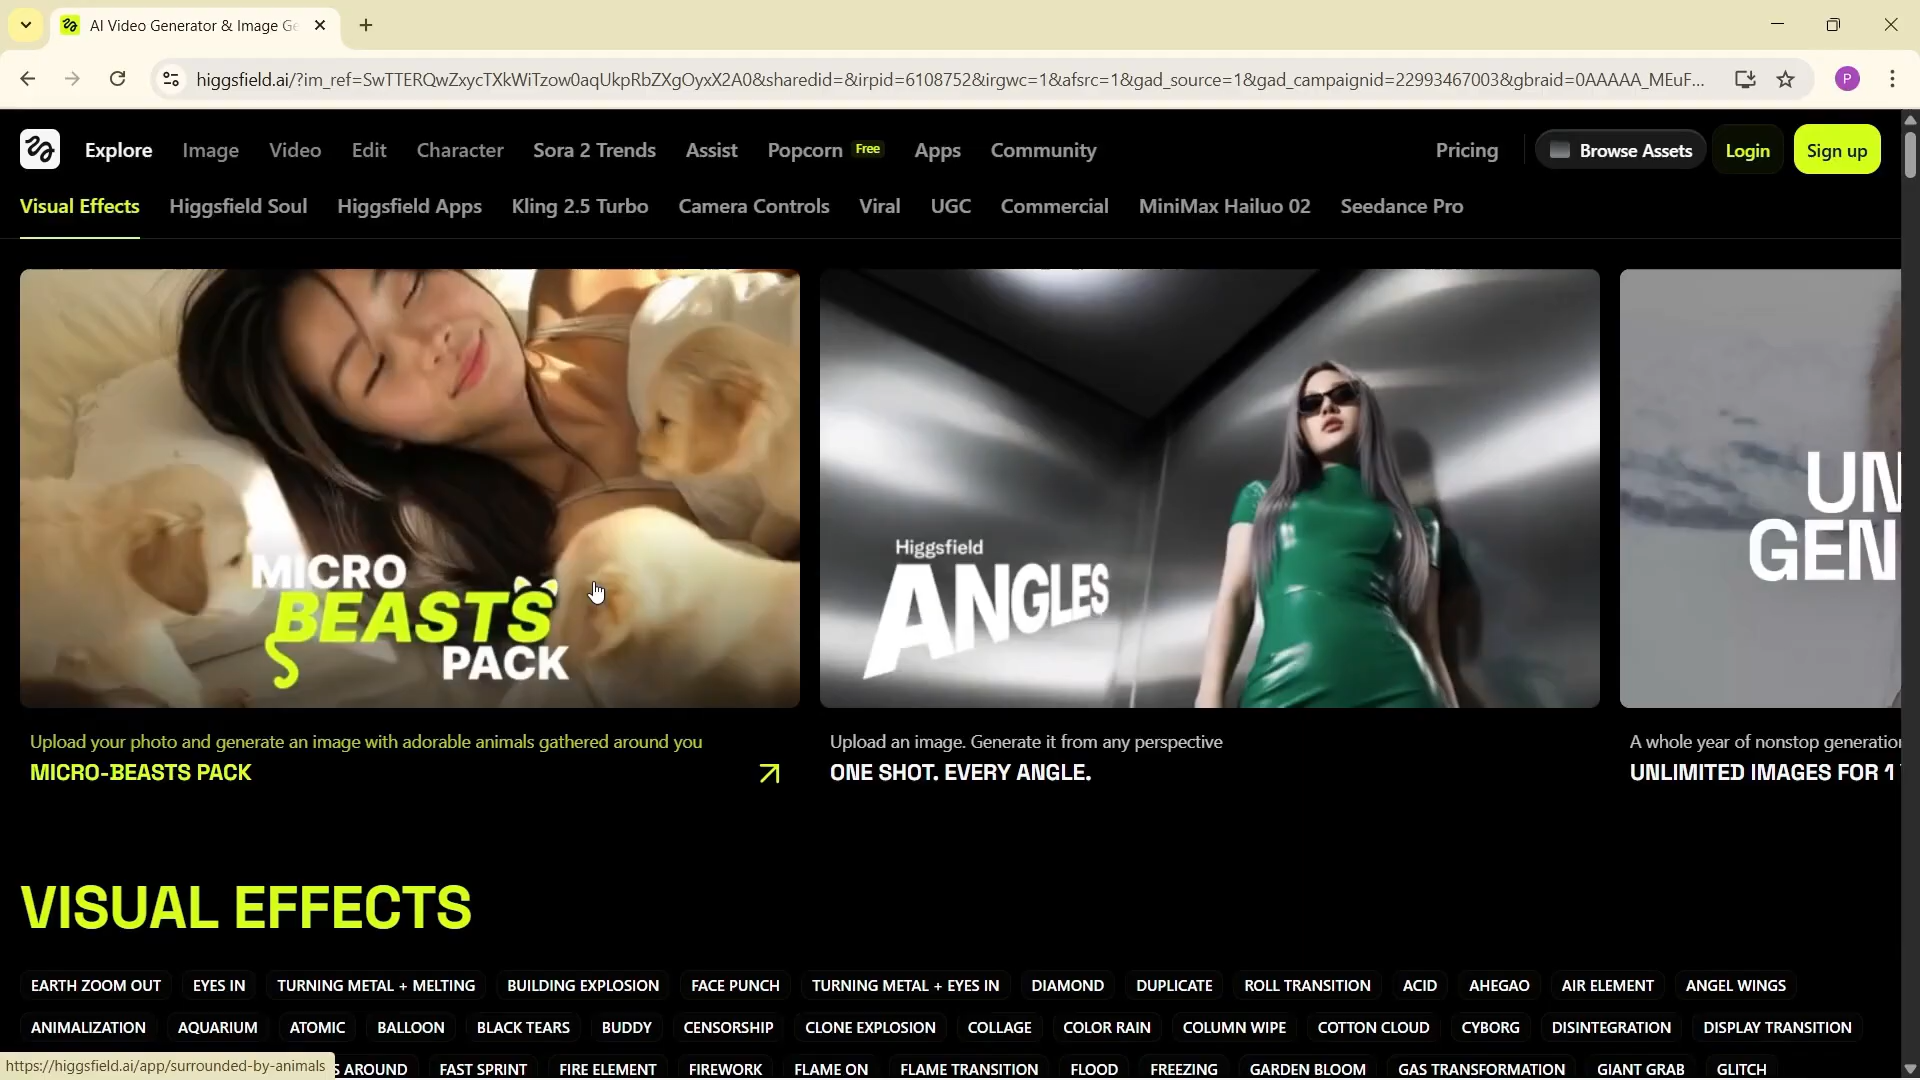 AI Video Generator & Image Ge
higgsfield.ai/?im_ref=SwTTERQwZxycTXkWiTzow0aqUkpRbZXgOyxX2A0&sharedid=&irpid=6108752&irgwc=1&afsrc=1&gad_source=1&gad_campaignid=22993467003&gbraid=0AAAAA_MEuF...
P
Explore Image Video Edit Character Sora 2 Trends Assist Popcorn Free Apps Community Pricing Browse Assets Login Sign up
Visual Effects Higgsfield Soul Higgsfield Apps Kling 2.5 Turbo Camera Controls Viral UGC Commercial MiniMax Hailuo 02 Seedance Pro
MICRO
BEASTS
PACK
Higgsfield
ANGLES
UN
GEN
Upload your photo and generate an image with adorable animals gathered around you
MICRO-BEASTS PACK
Upload an image. Generate it from any perspective
ONE SHOT. EVERY ANGLE.
A whole year of nonstop generation
UNLIMITED IMAGES FOR 1
VISUAL EFFECTS
EARTH ZOOM OUT EYES IN TURNING METAL + MELTING BUILDING EXPLOSION FACE PUNCH TURNING METAL + EYES IN DIAMOND DUPLICATE ROLL TRANSITION ACID AHEGAO AIR ELEMENT ANGEL WINGS
ANIMALIZATION AQUARIUM ATOMIC BALLOON BLACK TEARS BUDDY CENSORSHIP CLONE EXPLOSION COLLAGE COLOR RAIN COLUMN WIPE COTTON CLOUD CYBORG DISINTEGRATION DISPLAY TRANSITION
S AROUND FAST SPRINT FIRE ELEMENT FIREWORK FLAME ON FLAME TRANSITION FLOOD FREEZING GARDEN BLOOM GAS TRANSFORMATION GIANT GRAB GLITCH
https://higgsfield.ai/app/surrounded-by-animals